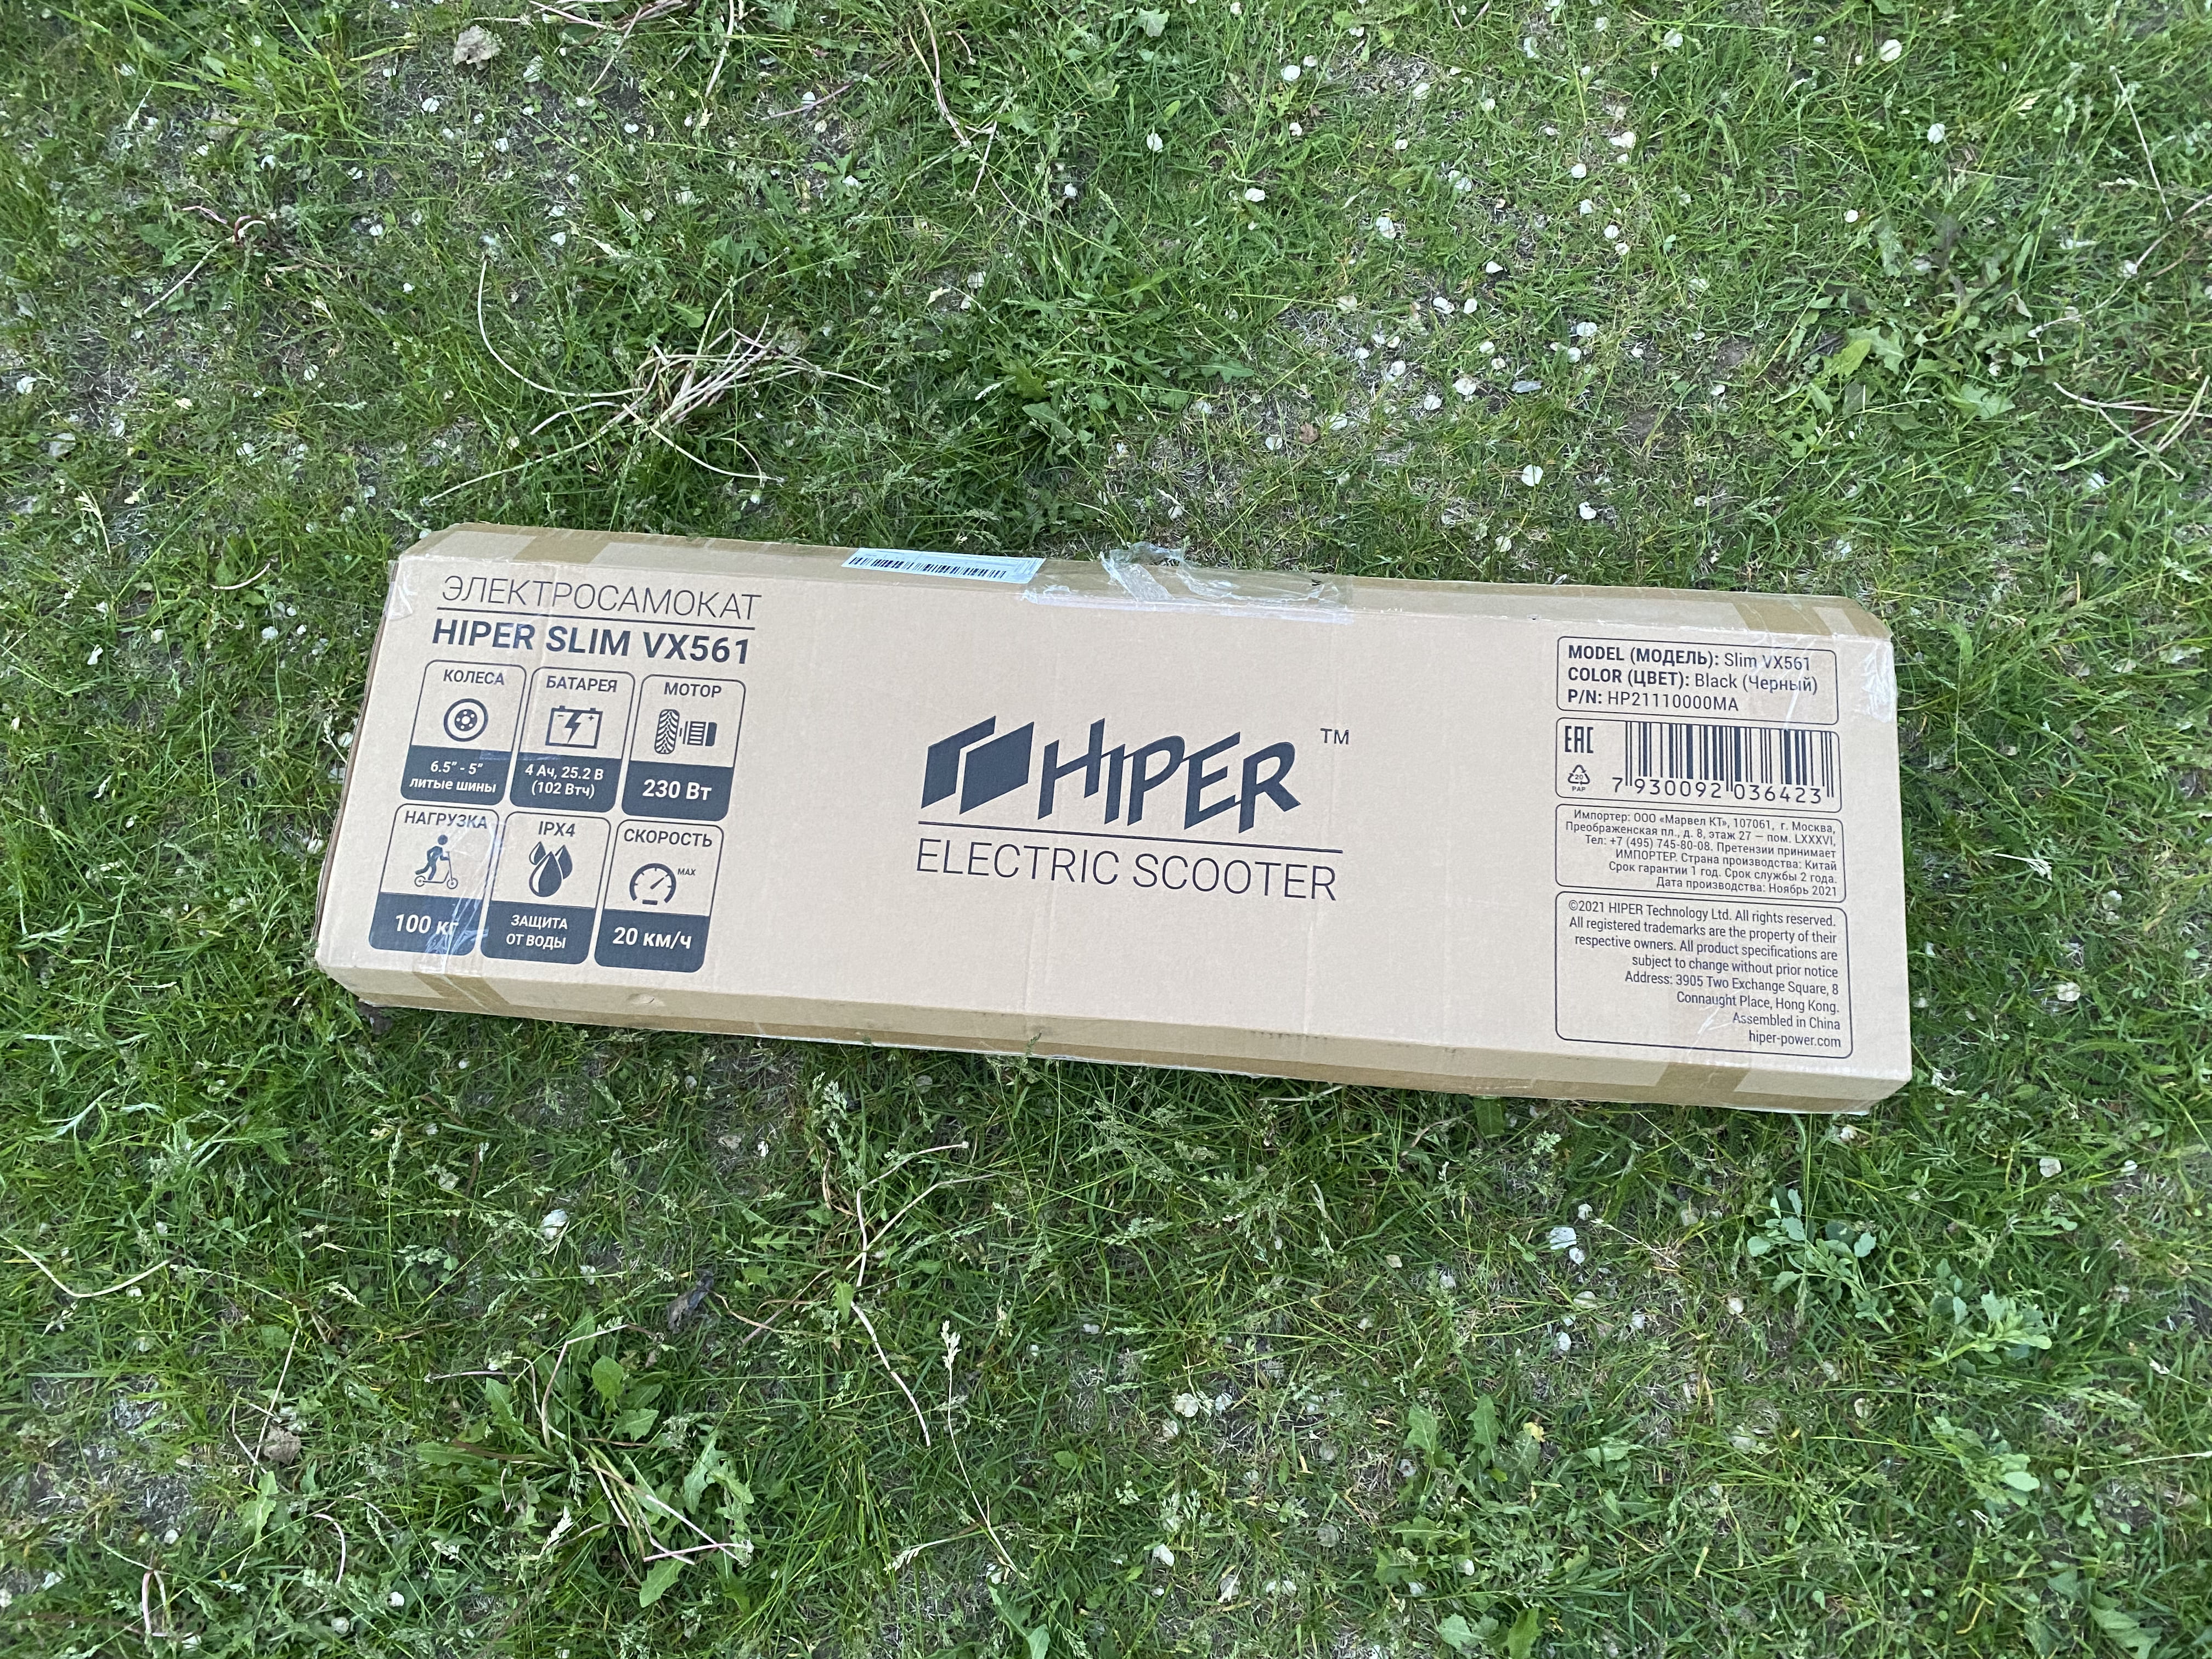 ЭЛЕКТРОСАМОКАТ
HIPER SLIM VX561
КОЛЕСА
6.5” - 5”
литые шины
БАТАРЕЯ
4 Ач, 25.2 В
(102 Втч)
МОТОР
230 Вт
НАГРУЗКА
100 кг
IPX4
ЗАЩИТА
ОТ ВОДЫ
СКОРОСТЬ
MAX
20 км/ч
HIPER TM
ELECTRIC SCOOTER
MODEL (МОДЕЛЬ): Slim VX561
COLOR (ЦВЕТ): Black (Черный)
P/N: HP21110000MA
EAC
20
PAP
7 930092 036423
Импортер: ООО «Марвел КТ», 107061, г. Москва,
Преображенская пл., д. 8, этаж 27 — пом. LXXXVI,
Тел: +7 (495) 745-80-08. Претензии принимает
ИМПОРТЕР. Страна производства: Китай
Срок гарантии 1 год. Срок службы 2 года.
Дата производства: Ноябрь 2021
©2021 HIPER Technology Ltd. All rights reserved.
All registered trademarks are the property of their
respective owners. All product specifications are
subject to change without prior notice
Address: 3905 Two Exchange Square, 8
Connaught Place, Hong Kong.
Assembled in China
hiper-power.com